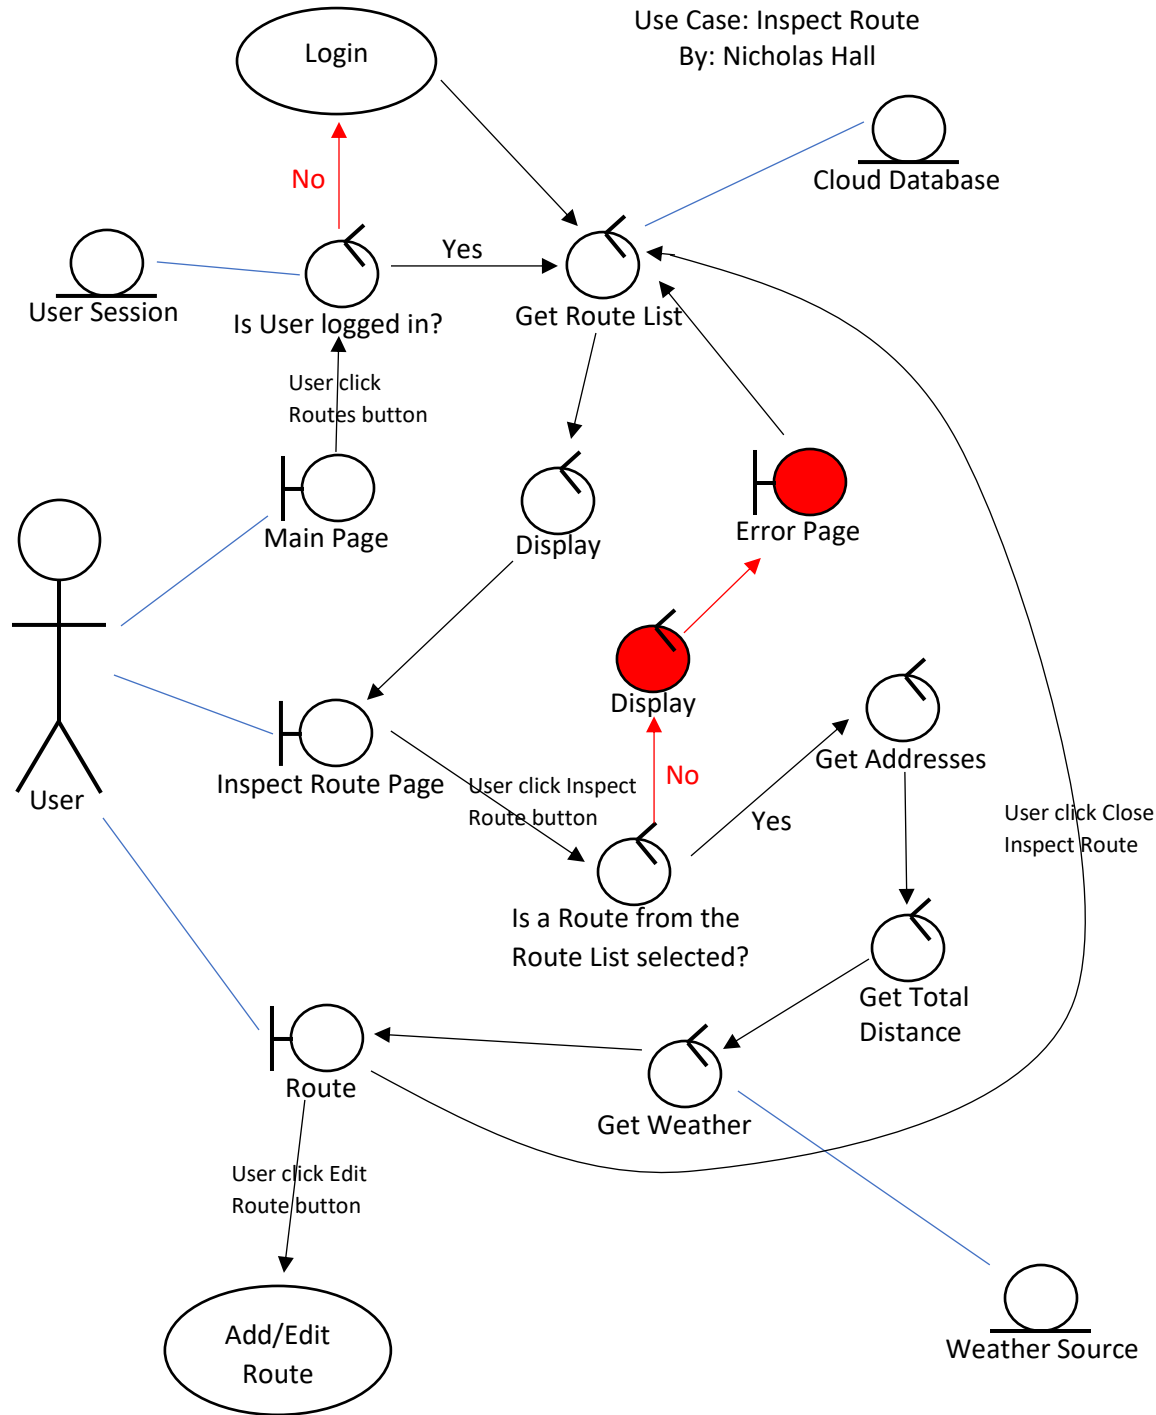 Use Case: Inspect Route
By: Nicholas Hall
Login
Cloud Database
No
Yes
User Session
Is User logged in?
Get Route List
User click
Routes button
Main Page
Display
Error Page
Display
User
Inspect Route Page
User click Inspect
Route button
No
Yes
Get Addresses
User click Close
Inspect Route
Is a Route from the
Route List selected?
Get Total
Distance
Route
Get Weather
User click Edit
Route button
Add/Edit
Route
Weather Source